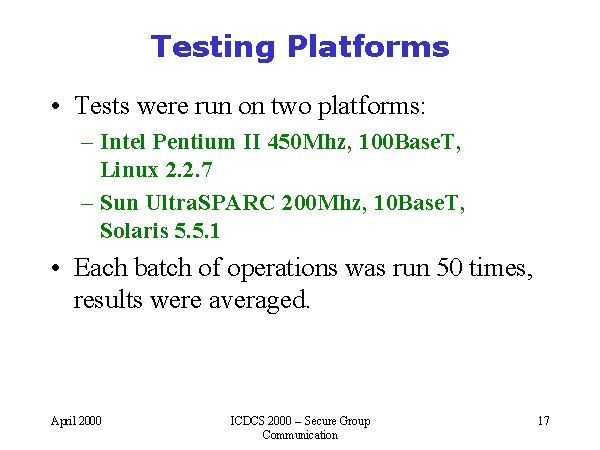 Testing Platforms
• Tests were run on two platforms:
– Intel Pentium II 450Mhz, 100BaseT,
Linux 2.2.7
– Sun UltraSPARC 200Mhz, 10BaseT,
Solaris 5.5.1
• Each batch of operations was run 50 times,
results were averaged.
April 2000
ICDCS 2000 – Secure Group
Communication
17